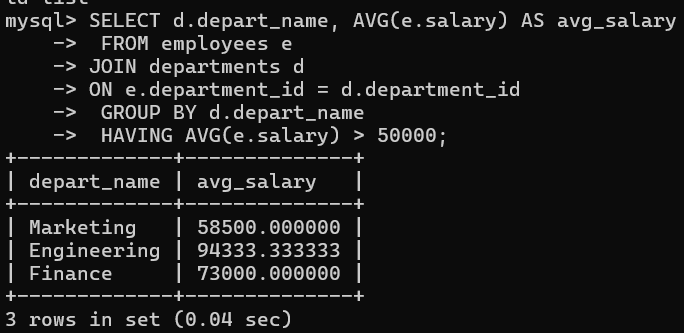 mysql> SELECT d.depart_name, AVG(e.salary) AS avg_salary
    ->  FROM employees e
    -> JOIN departments d
    -> ON e.department_id = d.department_id
    ->  GROUP BY d.depart_name
    ->  HAVING AVG(e.salary) > 50000;
+-------------+--------------+
| depart_name | avg_salary   |
+-------------+--------------+
| Marketing   | 58500.000000 |
| Engineering | 94333.333333 |
| Finance     | 73000.000000 |
+-------------+--------------+
3 rows in set (0.04 sec)